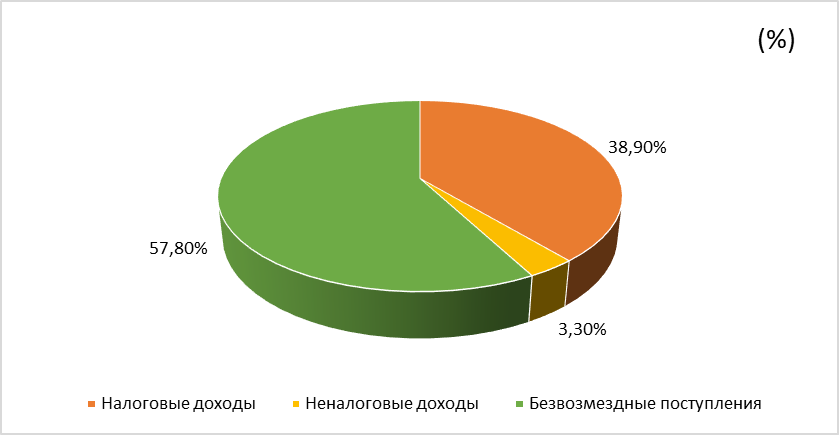 (%)
38,90%
57,80%
3,30%
Налоговые доходы Неналоговые доходы Безвозмездные поступления